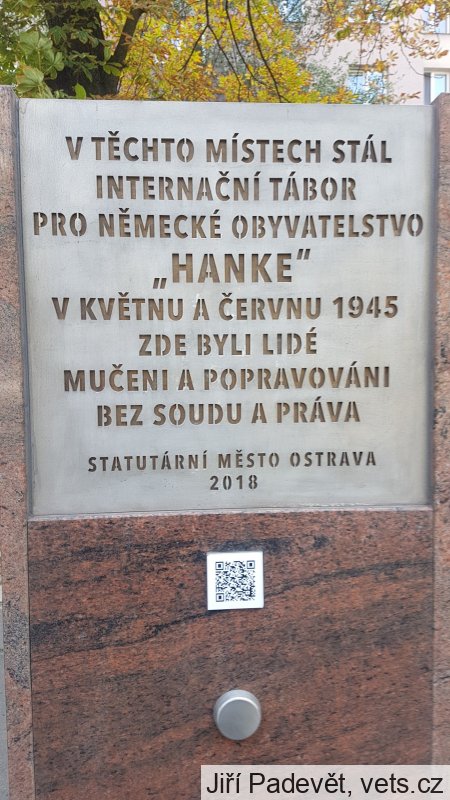 V TĚCHTO MÍSTECH STÁL
INTERNAČNÍ TÁBOR
PRO NĚMECKÉ OBYVATELSTVO
„HANKE“
V KVĚTNU A ČERVNU 1945
ZDE BYLI LIDÉ
MUČENI A POPRAVOVÁNI
BEZ SOUDU A PRÁVA
STATUTÁRNÍ MĚSTO OSTRAVA
2018
Jiří Padevět, vets.cz